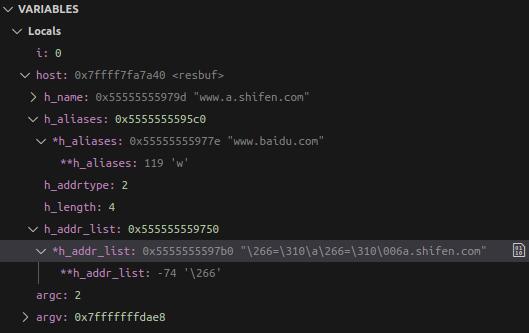 VARIABLES
Locals
i: 0
host: 0x7ffff7fa7a40 <resbuf>
h_name: 0x55555555979d "www.a.shifen.com"
h_aliases: 0x5555555595c0
*h_aliases: 0x55555555977e "www.baidu.com"
**h_aliases: 119 'w'
h_addrtype: 2
h_length: 4
h_addr_list: 0x555555559750
*h_addr_list: 0x5555555597b0 "\266=\310\a\266=\310\006a.shifen.com"
**h_addr_list: -74 '\266'
argc: 2
argv: 0x7fffffffdae8